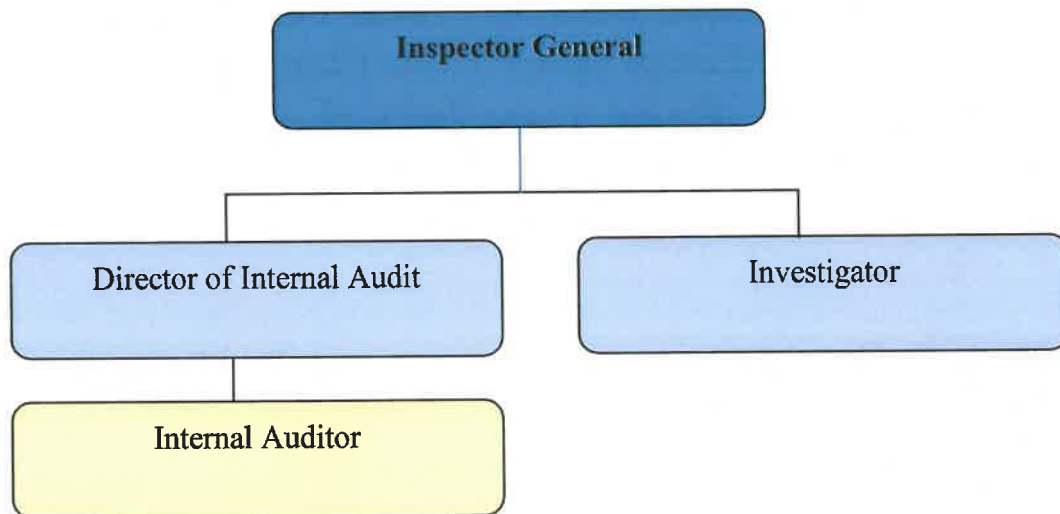 Inspector General
Director of Internal Audit
Investigator
Internal Auditor